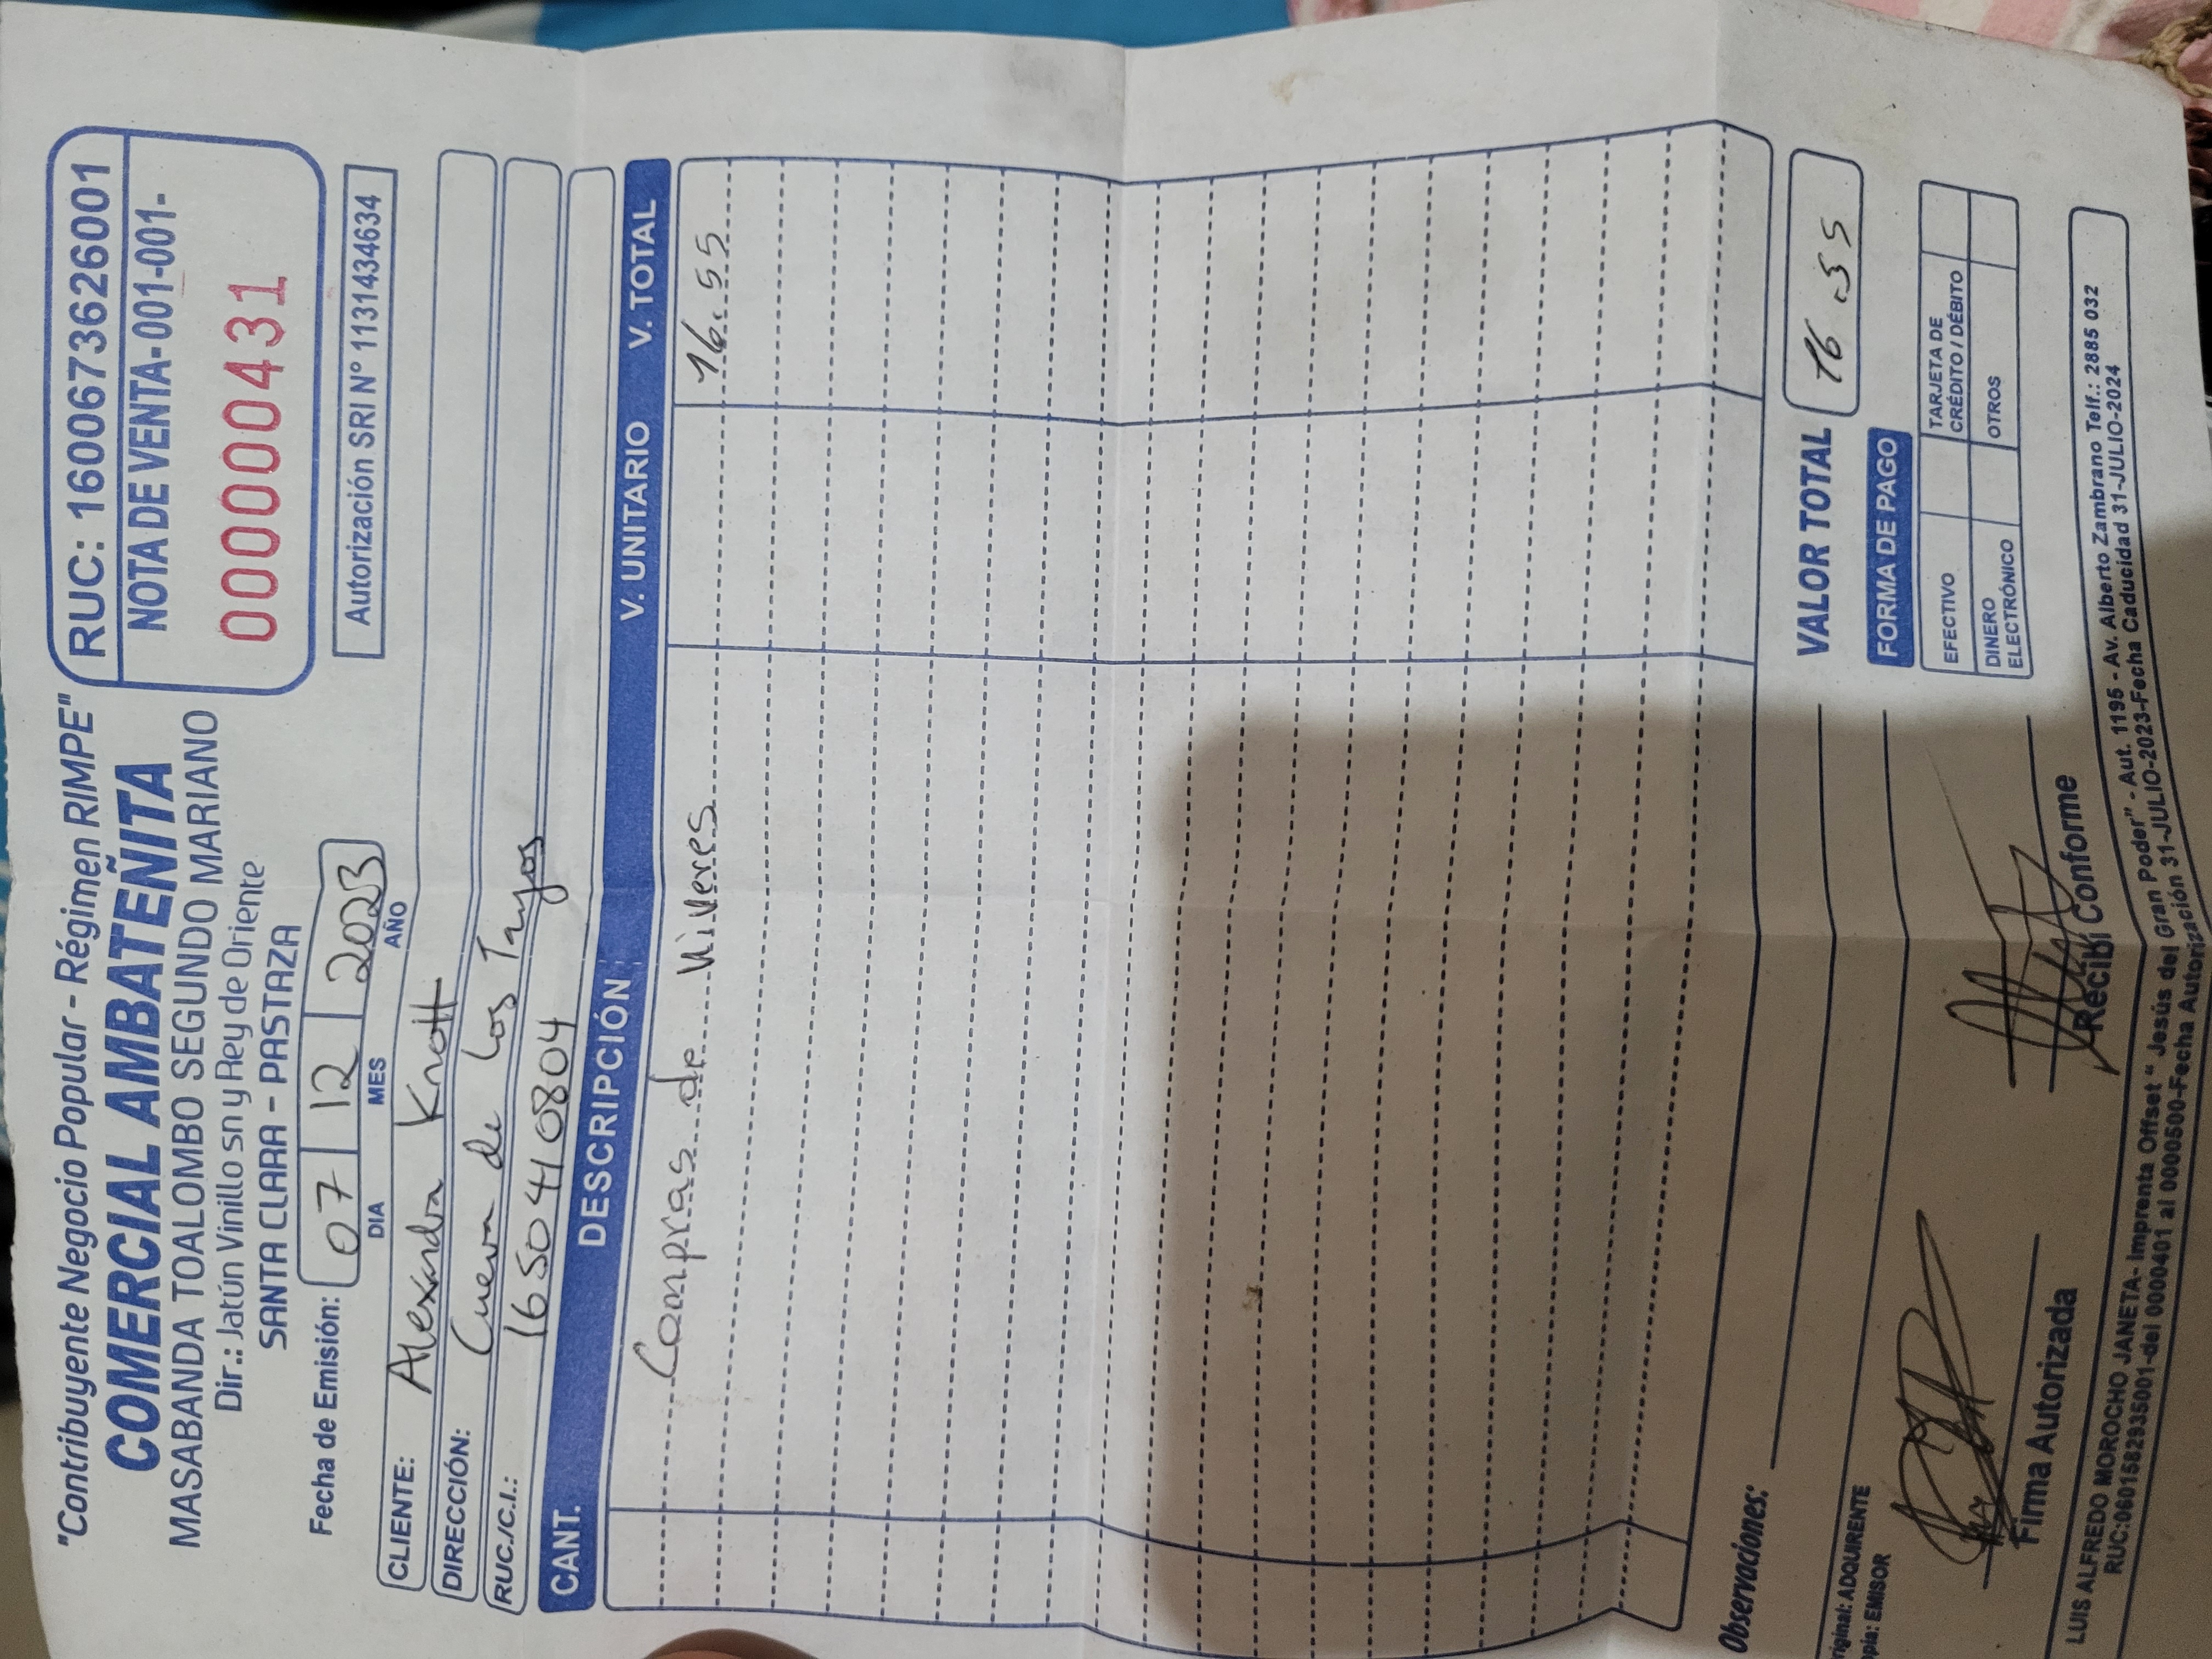 "Contribuyente Negocio Popular - Régimen RIMPE"
COMERCIAL AMBATEÑITA
MASABANDA TOALOMBO SEGUNDO MARIANO
Dir.: Jatún Vinillo sn y Rey de Oriente
SANTA CLARA - PASTAZA
RUC: 1600673626001
NOTA DE VENTA-001-001-
000000431
Autorización SRI Nº 1131434634
Fecha de Emisión: 07 12 2023
DIA MES AÑO
CLIENTE: Alexandra Knott
DIRECCIÓN: Cueva de los Tayos
RUC./C.I.: 1650410804
CANT. DESCRIPCIÓN V. UNITARIO V. TOTAL
Compras de Viveres 16.55
Observaciones:
VALOR TOTAL 16.55
FORMA DE PAGO
EFECTIVO TARJETA DE CRÉDITO / DÉBITO
DINERO ELECTRÓNICO OTROS
riginal: ADQUIRENTE
opia: EMISOR
Firma Autorizada Recibí Conforme
LUIS ALFREDO MOROCHO JANETA- Imprenta Offset " Jesús del Gran Poder" - Aut. 1195 - Av. Alberto Zambrano Telf.: 2885 032
RUC:0601582935001-del 0000401 al 0000500-Fecha Autorización 31-JULIO-2023-Fecha Caducidad 31-JULIO-2024